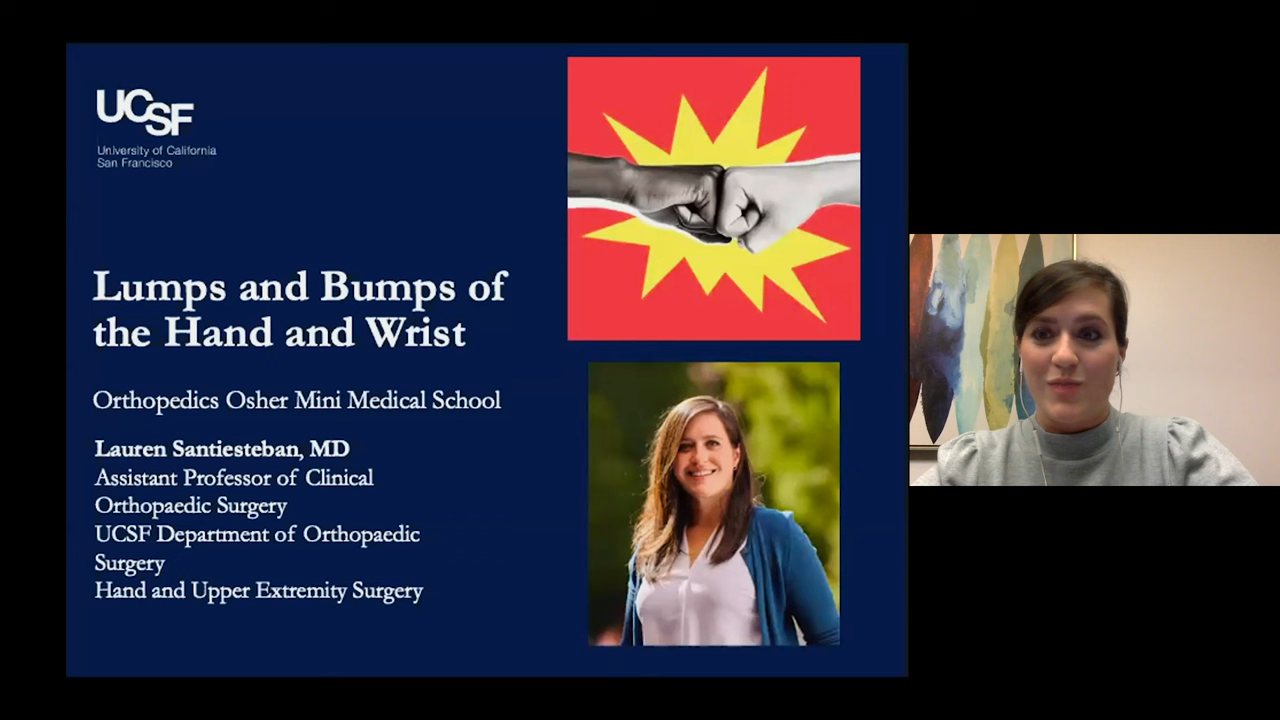 UCSF
University of California
San Francisco
Lumps and Bumps of
the Hand and Wrist
Orthopedics Osher Mini Medical School
Lauren Santiesteban, MD
Assistant Professor of Clinical
Orthopaedic Surgery
UCSF Department of Orthopaedic
Surgery
Hand and Upper Extremity Surgery